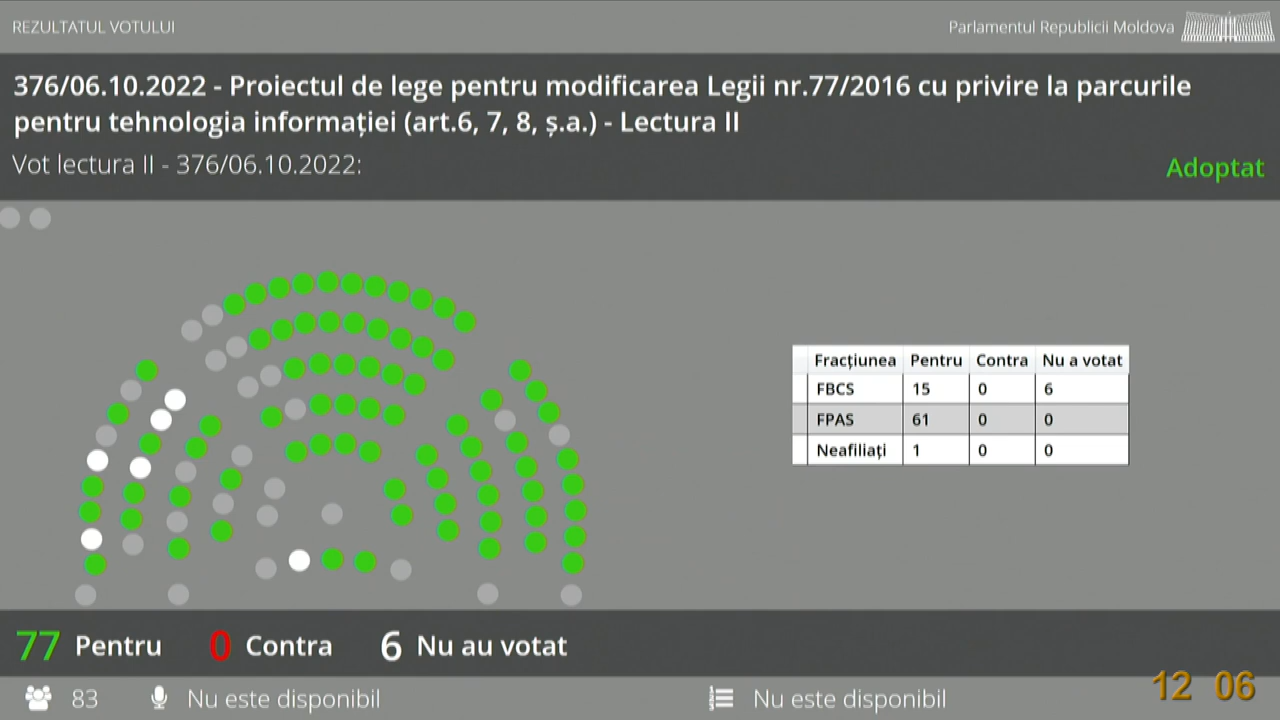 REZULTATUL VOTULUI
Parlamentul Republicii Moldova
376/06.10.2022 - Proiectul de lege pentru modificarea Legii nr.77/2016 cu privire la parcurile
pentru tehnologia informației (art.6, 7, 8, ș.a.) - Lectura II
Vot lectura II - 376/06.10.2022:
Adoptat
Fracțiunea Pentru Contra Nu a votat
FBCS 15 0 6
FPAS 61 0 0
Neafiliați 1 0 0
77 Pentru 0 Contra 6 Nu au votat
83 Nu este disponibil Nu este disponibil
12 06